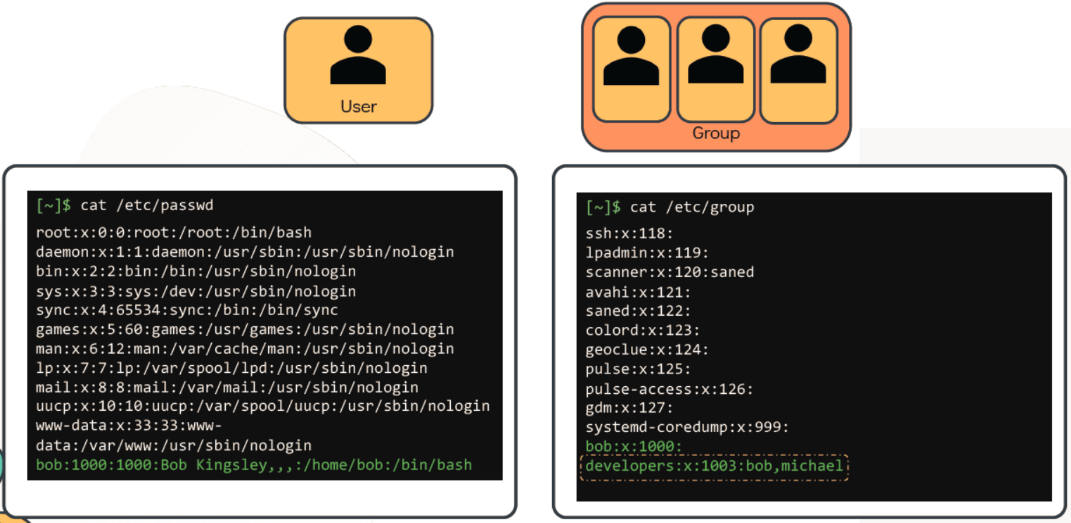 User
Group
[~]$ cat /etc/passwd
root:x:0:0:root:/root:/bin/bash
daemon:x:1:1:daemon:/usr/sbin:/usr/sbin/nologin
bin:x:2:2:bin:/bin:/usr/sbin/nologin
sys:x:3:3:sys:/dev:/usr/sbin/nologin
sync:x:4:65534:sync:/bin:/bin/sync
games:x:5:60:games:/usr/games:/usr/sbin/nologin
man:x:6:12:man:/var/cache/man:/usr/sbin/nologin
lp:x:7:7:lp:/var/spool/lpd:/usr/sbin/nologin
mail:x:8:8:mail:/var/mail:/usr/sbin/nologin
uucp:x:10:10:uucp:/var/spool/uucp:/usr/sbin/nologin
www-data:x:33:33:www-
data:/var/www:/usr/sbin/nologin
bob:1000:1000:Bob Kingsley,,,:/home/bob:/bin/bash
[~]$ cat /etc/group
ssh:x:118:
lpadmin:x:119:
scanner:x:120:saned
avahi:x:121:
saned:x:122:
colord:x:123:
geoclue:x:124:
pulse:x:125:
pulse-access:x:126:
gdm:x:127:
systemd-coredump:x:999:
bob:x:1000:
developers:x:1003:bob,michael